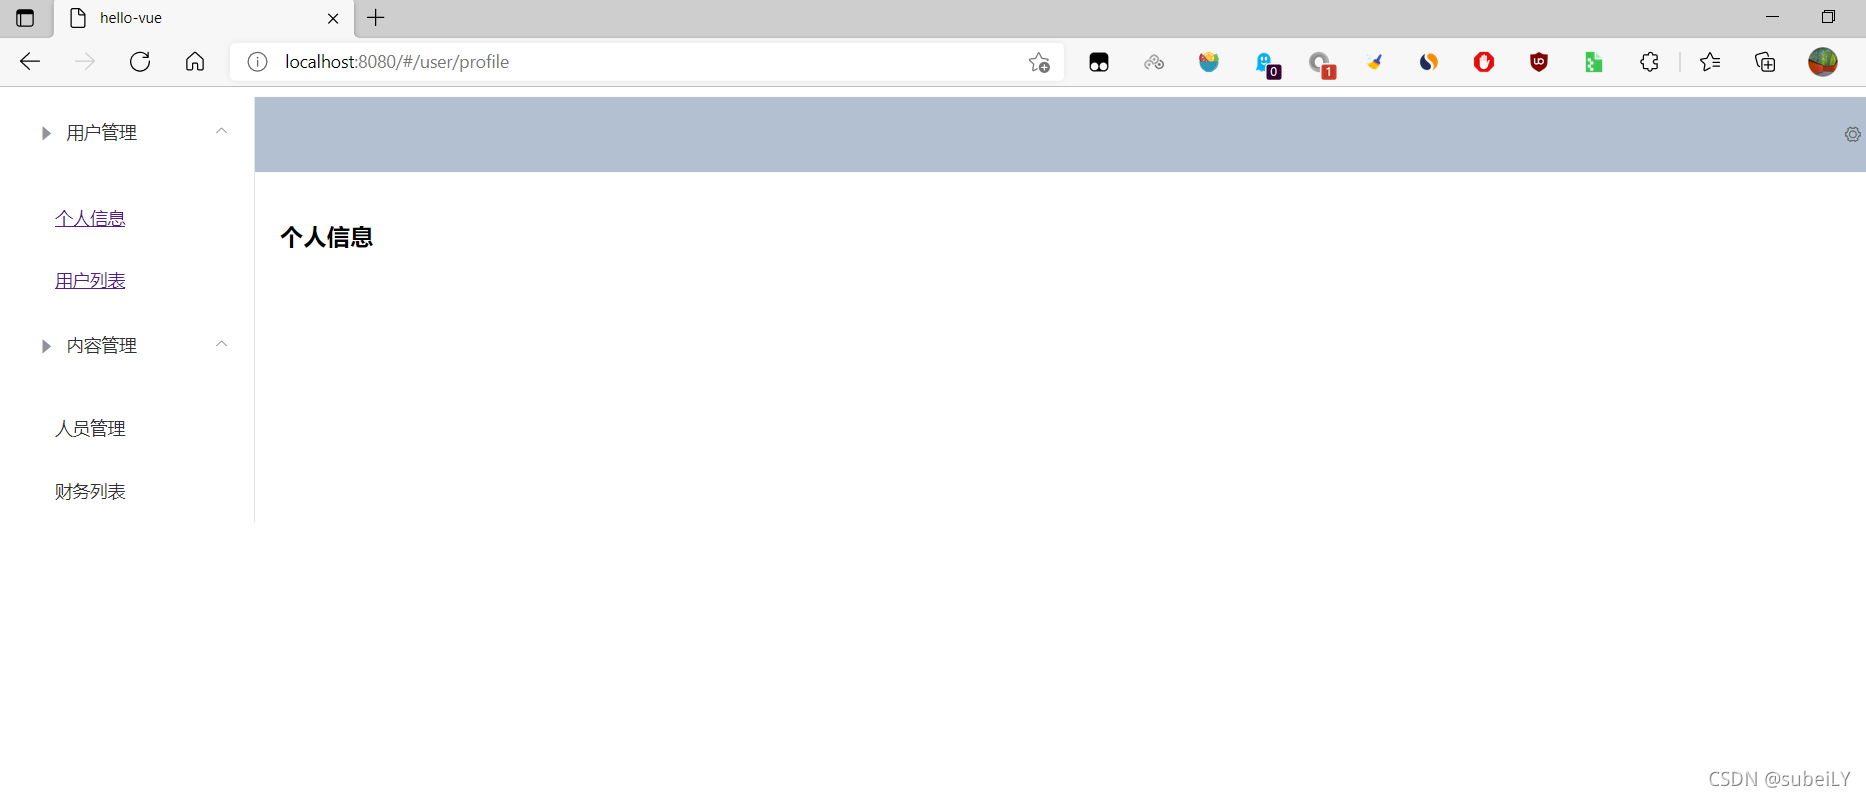 hello-vue
localhost:8080/#/user/profile
0
1
用户管理
个人信息
用户列表
内容管理
人员管理
财务列表
个人信息
CSDN @subeiLY